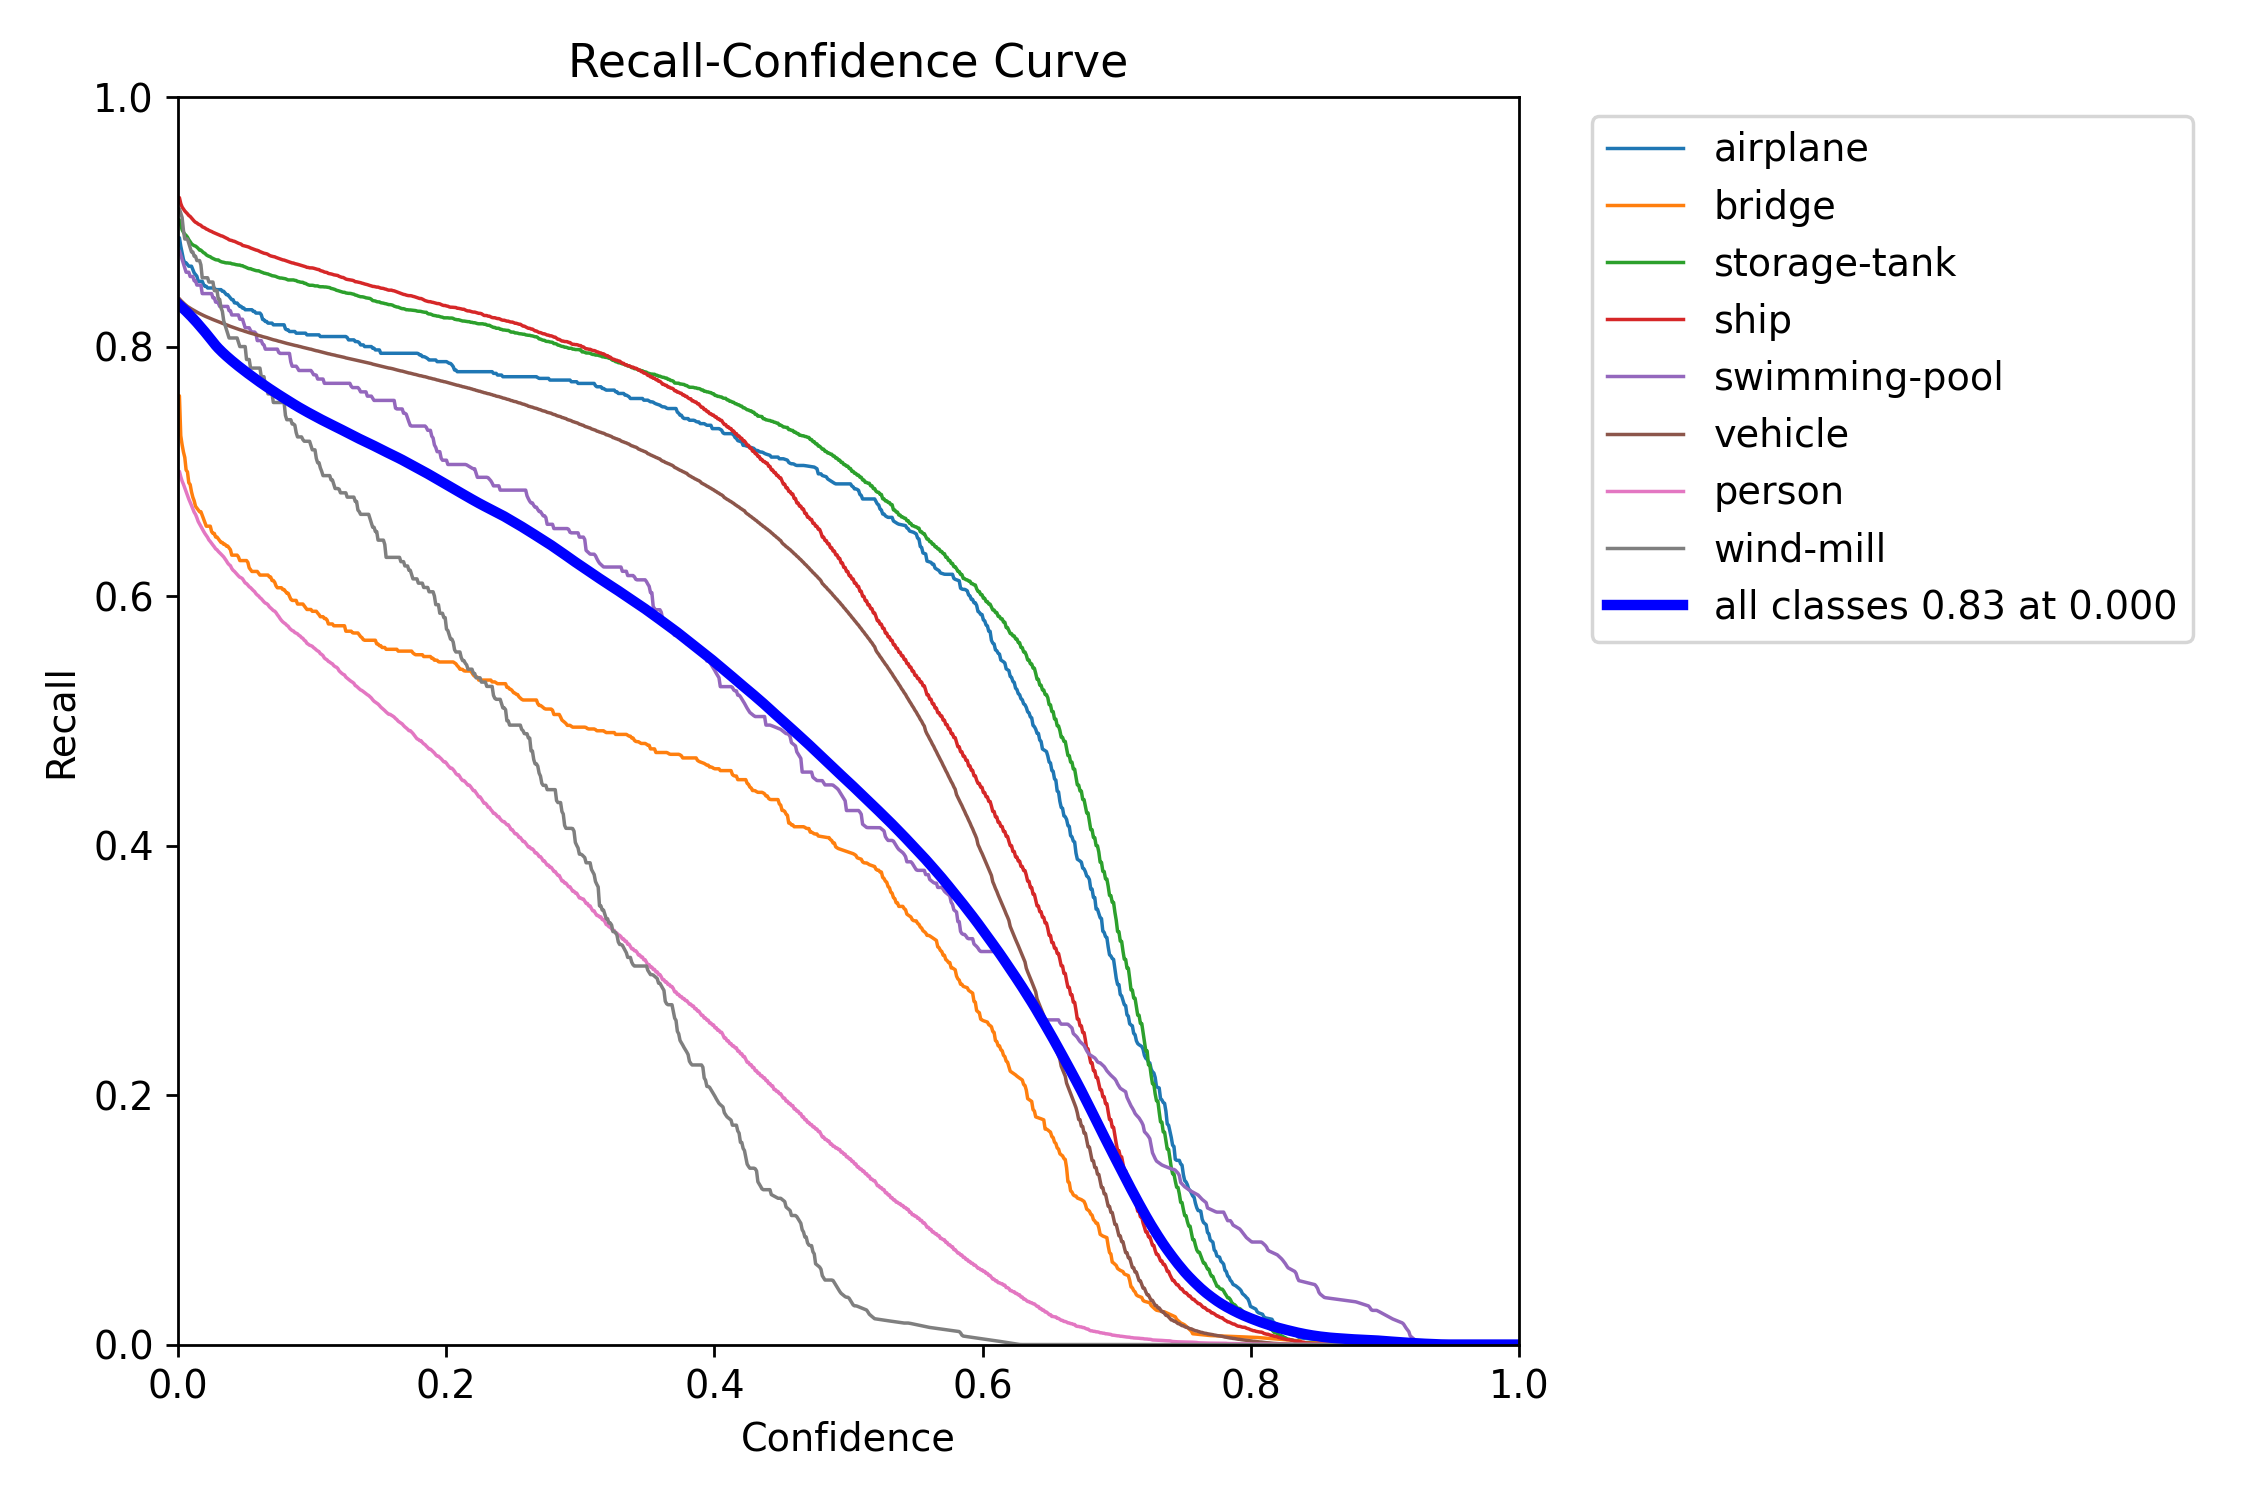 Recall-Confidence Curve
1.0
0.8
0.6
0.4
0.2
0.0
Recall
0.0 0.2 0.4 0.6 0.8 1.0
Confidence
airplane
bridge
storage-tank
ship
swimming-pool
vehicle
person
wind-mill
all classes 0.83 at 0.000